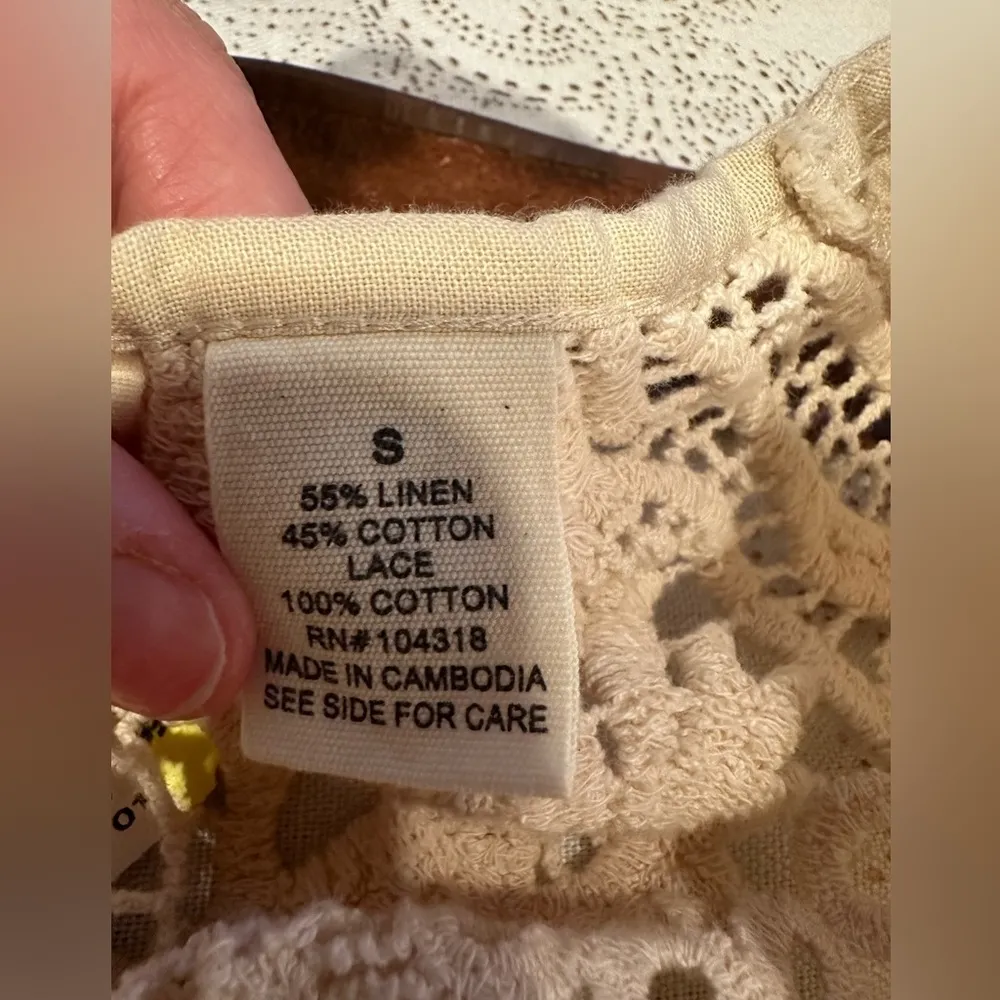 S
55% LINEN
45% COTTON
LACE
100% COTTON
RN#104318
MADE IN CAMBODIA
SEE SIDE FOR CARE